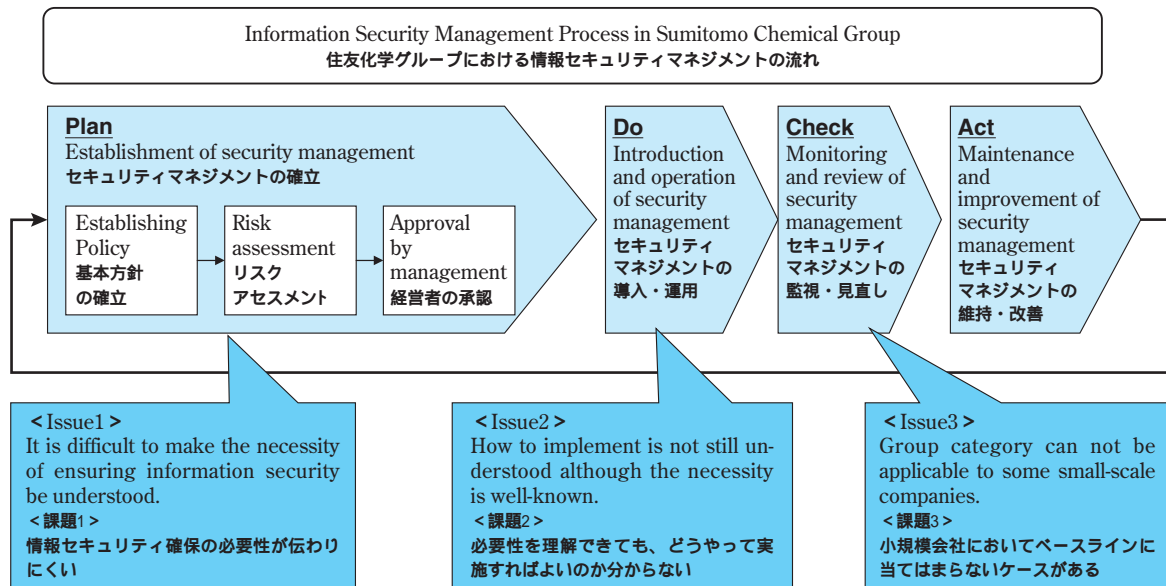 Information Security Management Process in Sumitomo Chemical Group
住友化学グループにおける情報セキュリティマネジメントの流れ
Plan
Establishment of security management
セキュリティマネジメントの確立
Establishing
Policy
基本方針
の確立
Risk
assessment
リスク
アセスメント
Approval
by
management
経営者の承認
Do
Introduction
and operation
of security
management
セキュリティ
マネジメントの
導入・運用
Check
Monitoring
and review of
security
management
セキュリティ
マネジメントの
監視・見直し
Act
Maintenance
and
improvement of
security
management
セキュリティ
マネジメントの
維持・改善
<Issue1>
It is difficult to make the necessity
of ensuring information security
be understood.
<課題1>
情報セキュリティ確保の必要性が伝わり
にくい
<Issue2>
How to implement is not still un-
derstood although the necessity
is well-known.
<課題2>
必要性を理解できても、どうやって実
施すればよいのか分からない
<Issue3>
Group category can not be
applicable to some small-scale
companies.
<課題3>
小規模会社においてベースラインに
当てはまらないケースがある